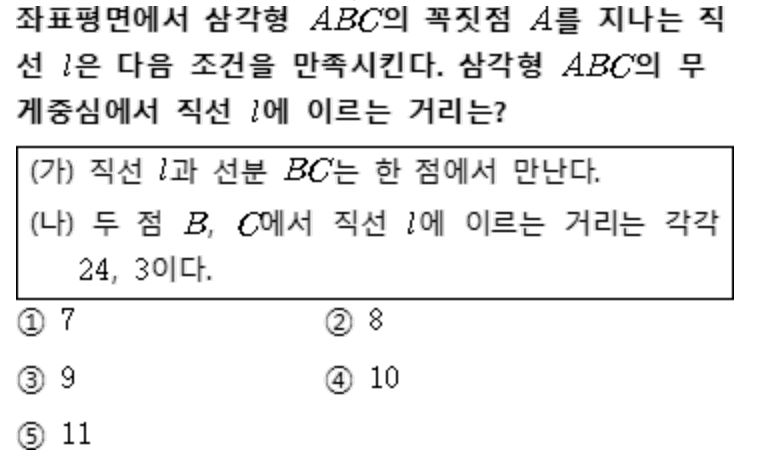 좌표평면에서 삼각형 ABC의 꼭짓점 A를 지나는 직
선 l은 다음 조건을 만족시킨다. 삼각형 ABC의 무
게중심에서 직선 l에 이르는 거리는?
(가) 직선 l과 선분 BC는 한 점에서 만난다.
(나) 두 점 B, C에서 직선 l에 이르는 거리는 각각
24, 3이다.
① 7 ② 8
③ 9 ④ 10
⑤ 11